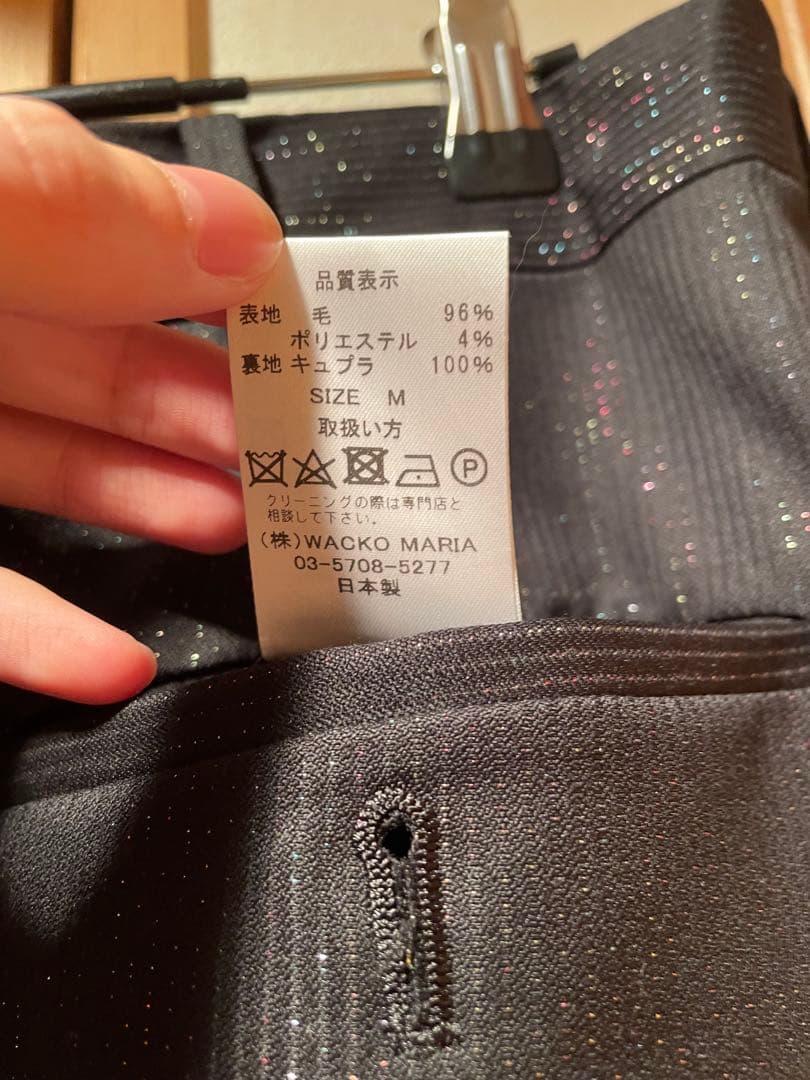 品質表示
表地 毛 96%
ポリエステル 4%
裏地 キュプラ 100%
SIZE M
取扱い方
P
クリーニングの際は専門店と
相談して下さい。
(株)WACKO MARIA
03-5708-5277
日本製